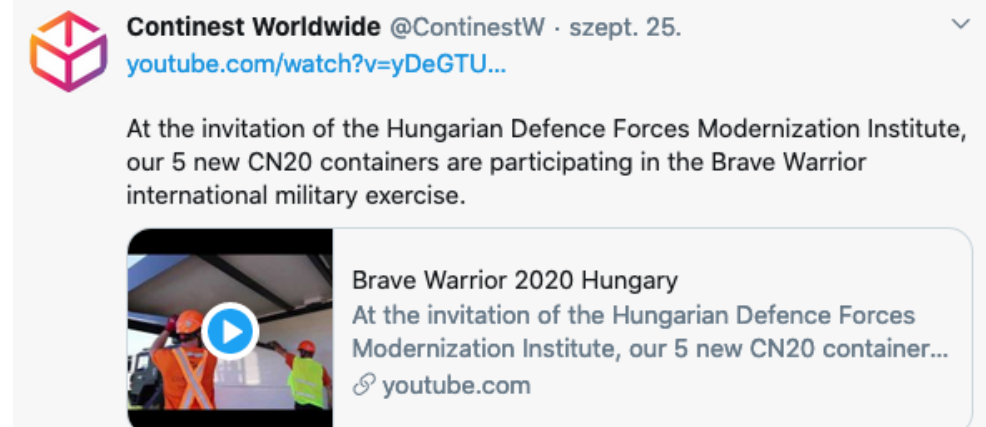 Continest Worldwide @ContinestW · szept. 25.
youtube.com/watch?v=yDeGTU...
At the invitation of the Hungarian Defence Forces Modernization Institute,
our 5 new CN20 containers are participating in the Brave Warrior
international military exercise.
Brave Warrior 2020 Hungary
At the invitation of the Hungarian Defence Forces
Modernization Institute, our 5 new CN20 container...
youtube.com